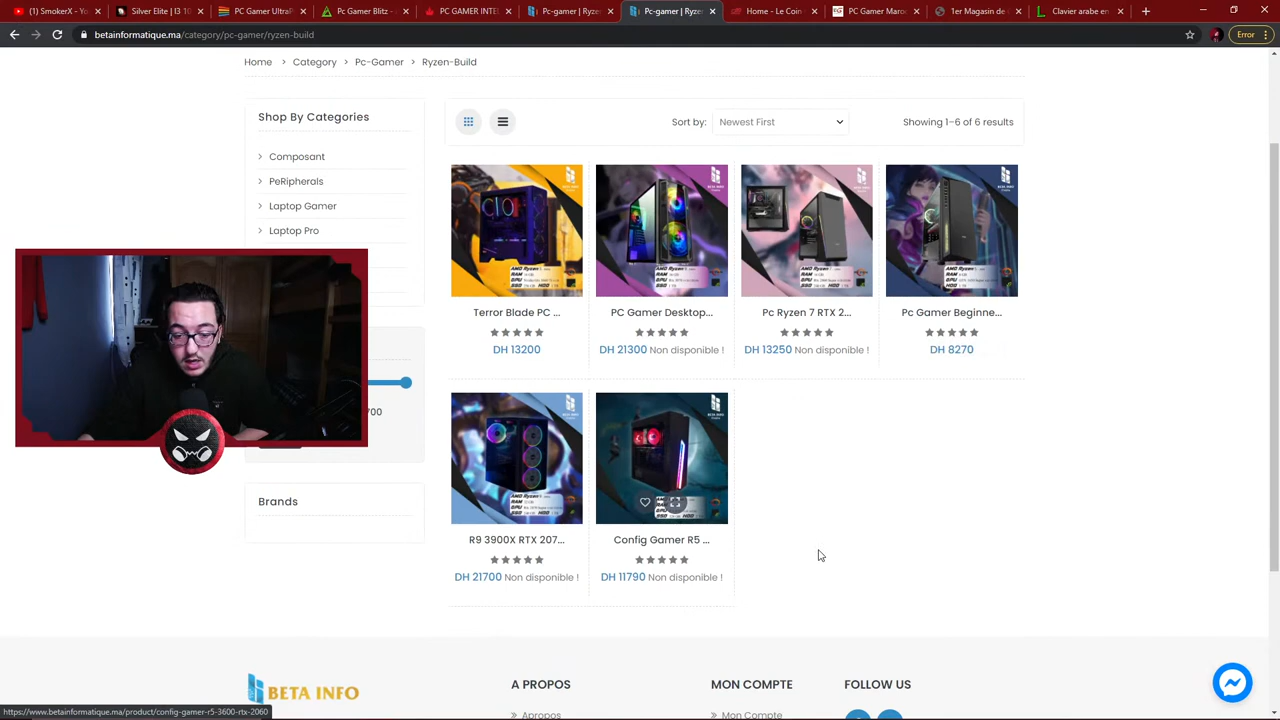 (1) SmokerX - Yo
Silver Elite | I3 10
PC Gamer UltraP
PC Gamer Blitz -
PC GAMER INTE
Pc-gamer | Ryze
Pc-gamer | Ryzen
Home - Le Coin
PC Gamer Maro
1er Magasin de
Clavier arabe en
betainformatique.ma/category/pc-gamer/ryzen-build
Error
Home > Category > Pc-Gamer > Ryzen-Build
Shop By Categories
> Composant
> PeRipherals
> Laptop Gamer
> Laptop Pro
700
Brands
Sort by: Newest First
Showing 1–6 of 6 results
Terror Blade PC ...
DH 13200
PC Gamer Desktop...
DH 21300 Non disponible !
Pc Ryzen 7 RTX 2...
DH 13250 Non disponible !
Pc Gamer Beginne...
DH 8270
R9 3900X RTX 207...
DH 21700 Non disponible !
Config Gamer R5 ...
DH 11790 Non disponible !
BETA INFO
A PROPOS
Apropos
MON COMPTE
Mon Compte
FOLLOW US
https://www.betainformatique.ma/product/config-gamer-r5-3600-rtx-2060